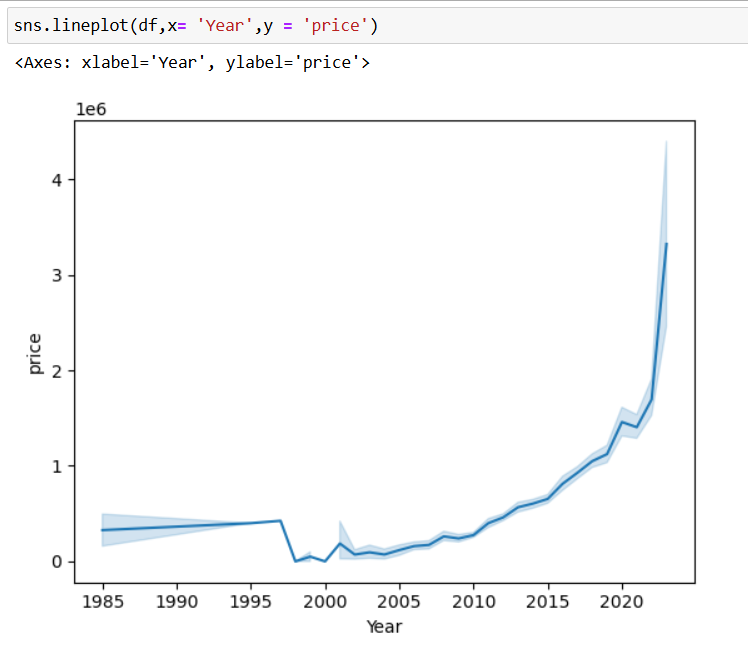 sns.lineplot(df,x= 'Year',y = 'price')
<Axes: xlabel='Year', ylabel='price'>
1e6
4
3
2
1
0
price
1985 1990 1995 2000 2005 2010 2015 2020
Year